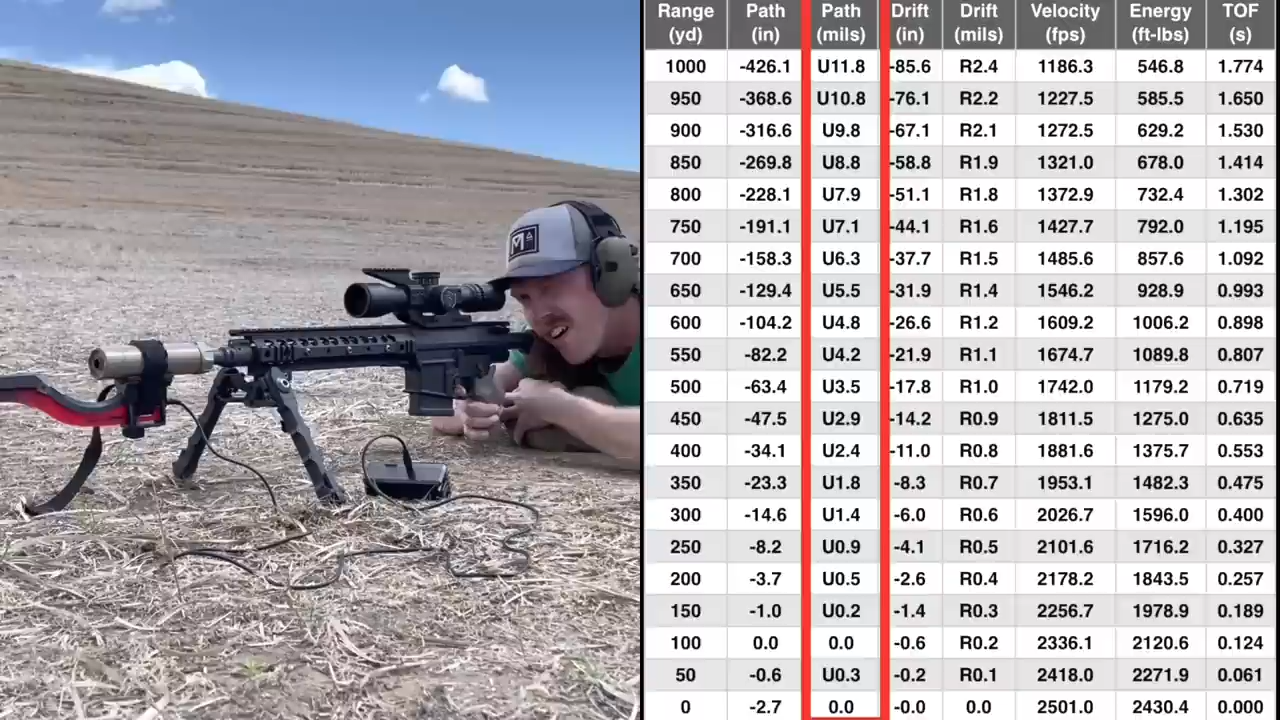 M
Range (yd) Path (in) Path (mils) Drift (in) Drift (mils) Velocity (fps) Energy (ft-lbs) TOF (s)
1000 -426.1 U11.8 -85.6 R2.4 1186.3 546.8 1.774
950 -368.6 U10.8 -76.1 R2.2 1227.5 585.5 1.650
900 -316.6 U9.8 -67.1 R2.1 1272.5 629.2 1.530
850 -269.8 U8.8 -58.8 R1.9 1321.0 678.0 1.414
800 -228.1 U7.9 -51.1 R1.8 1372.9 732.4 1.302
750 -191.1 U7.1 -44.1 R1.6 1427.7 792.0 1.195
700 -158.3 U6.3 -37.7 R1.5 1485.6 857.6 1.092
650 -129.4 U5.5 -31.9 R1.4 1546.2 928.9 0.993
600 -104.2 U4.8 -26.6 R1.2 1609.2 1006.2 0.898
550 -82.2 U4.2 -21.9 R1.1 1674.7 1089.8 0.807
500 -63.4 U3.5 -17.8 R1.0 1742.0 1179.2 0.719
450 -47.5 U2.9 -14.2 R0.9 1811.5 1275.0 0.635
400 -34.1 U2.4 -11.0 R0.8 1881.6 1375.7 0.553
350 -23.3 U1.8 -8.3 R0.7 1953.1 1482.3 0.475
300 -14.6 U1.4 -6.0 R0.6 2026.7 1596.0 0.400
250 -8.2 U0.9 -4.1 R0.5 2101.6 1716.2 0.327
200 -3.7 U0.5 -2.6 R0.4 2178.2 1843.5 0.257
150 -1.0 U0.2 -1.4 R0.3 2256.7 1978.9 0.189
100 0.0 0.0 -0.6 R0.2 2336.1 2120.6 0.124
50 -0.6 U0.3 -0.2 R0.1 2418.0 2271.9 0.061
0 -2.7 0.0 -0.0 0.0 2501.0 2430.4 0.000